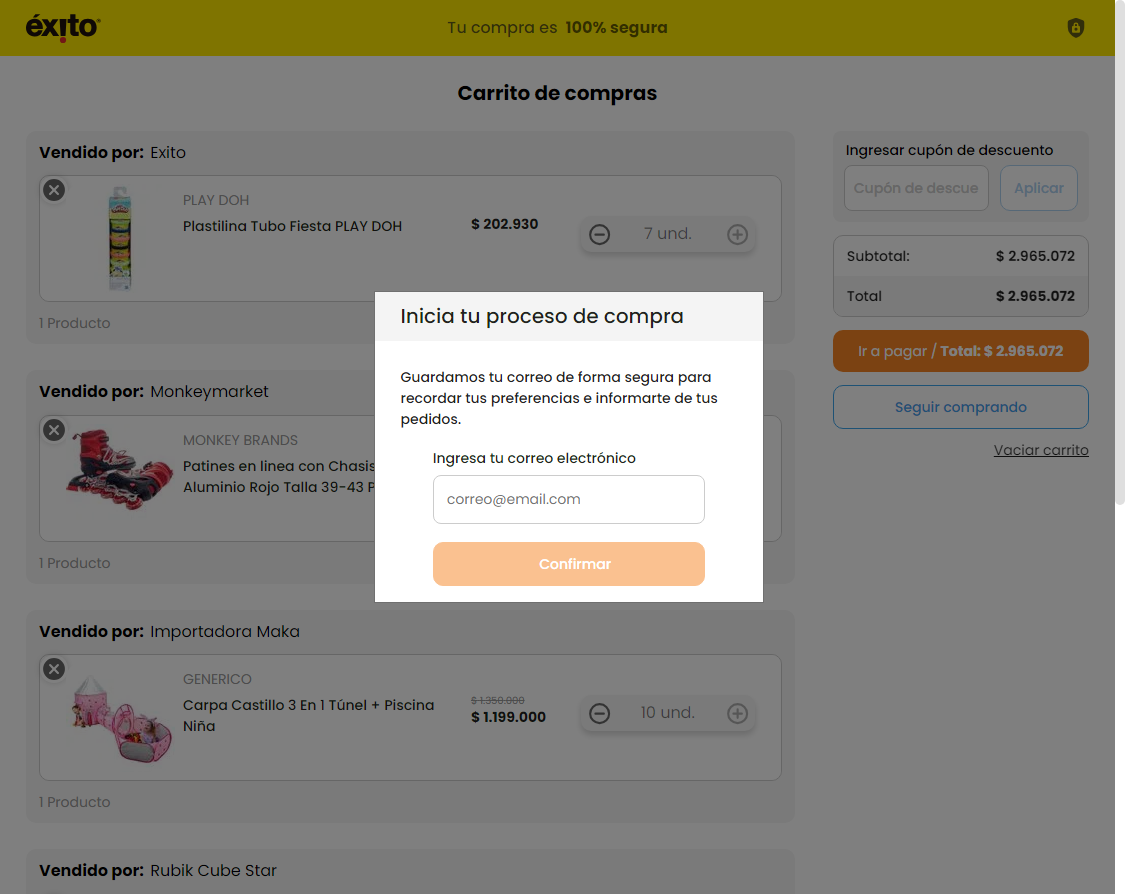 éxito
Tu compra es 100% segura
Carrito de compras
Vendido por: Exito
PLAY DOH
Plastilina Tubo Fiesta PLAY DOH
$ 202.930
7 und.
1 Producto
Vendido por: Monkeymarket
MONKEY BRANDS
Patines en linea con Chasis
Aluminio Rojo Talla 39-43
1 Producto
Vendido por: Importadora Maka
GENERICO
Carpa Castillo 3 En 1 Túnel + Piscina
Niña
$ 1.350.000
$ 1.199.000
10 und.
1 Producto
Vendido por: Rubik Cube Star
Ingresar cupón de descuento
Cupón de descue
Aplicar
Subtotal: $ 2.965.072
Total $ 2.965.072
Ir a pagar / Total: $ 2.965.072
Seguir comprando
Vaciar carrito
Inicia tu proceso de compra
Guardamos tu correo de forma segura para
recordar tus preferencias e informarte de tus
pedidos.
Ingresa tu correo electrónico
correo@email.com
Confirmar